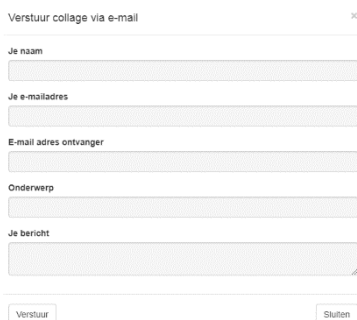 Verstuur collage via e-mail ×
Je naam
Je e-mailadres
E-mail adres ontvanger
Onderwerp
Je bericht
Verstuur Sluiten